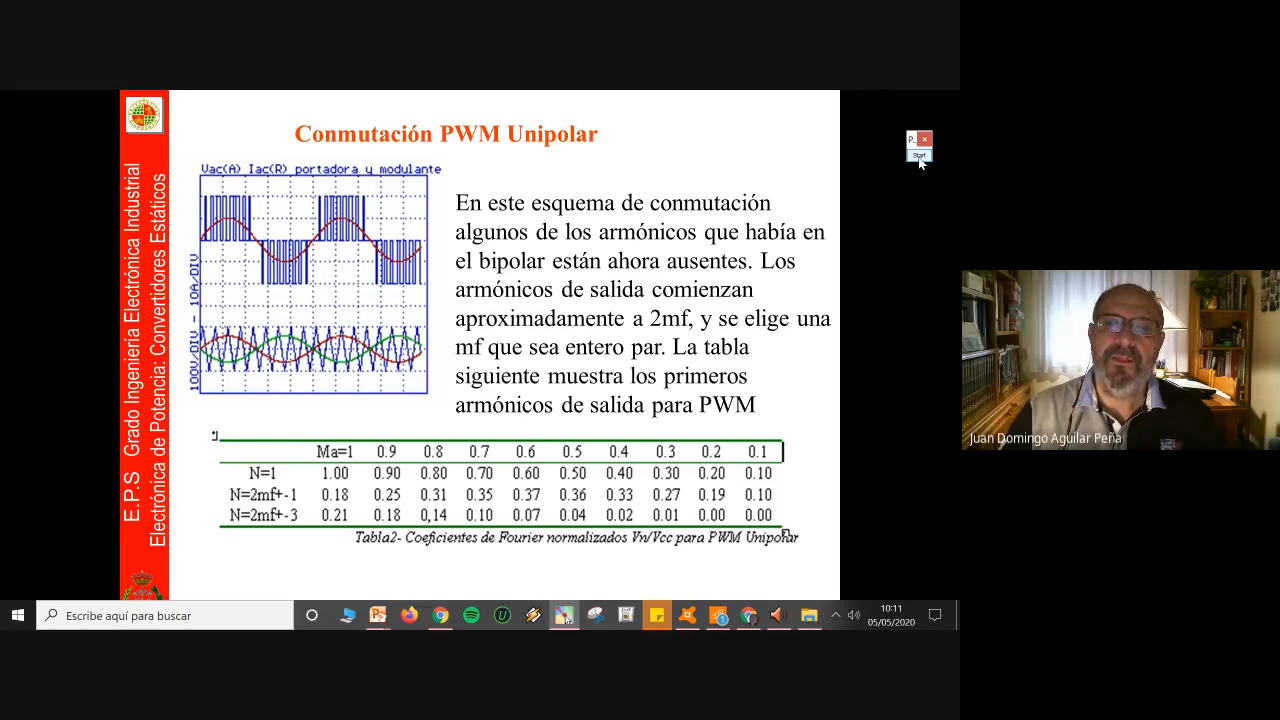 Conmutación PWM Unipolar
Vac(A) Iac(R) portadora y modulante
100V/DIV - 10A/DIV
En este esquema de conmutación
algunos de los armónicos que había en
el bipolar están ahora ausentes. Los
armónicos de salida comienzan
aproximadamente a 2mf, y se elige una
mf que sea entero par. La tabla
siguiente muestra los primeros
armónicos de salida para PWM
Ma=1 0.9 0.8 0.7 0.6 0.5 0.4 0.3 0.2 0.1
N=1 1.00 0.90 0.80 0.70 0.60 0.50 0.40 0.30 0.20 0.10
N=2mf+-1 0.18 0.25 0.31 0.35 0.37 0.36 0.33 0.27 0.19 0.10
N=2mf+-3 0.21 0.18 0,14 0.10 0.07 0.04 0.02 0.01 0.00 0.00
Tabla2- Coeficientes de Fourier normalizados Vn/Vcc para PWM Unipolar
E.P.S Grado Ingeniería Electrónica Industrial
Electrónica de Potencia: Convertidores Estáticos
P...
Start
Juan Domingo Aguilar Peña
Escribe aquí para buscar
10:11
05/05/2020